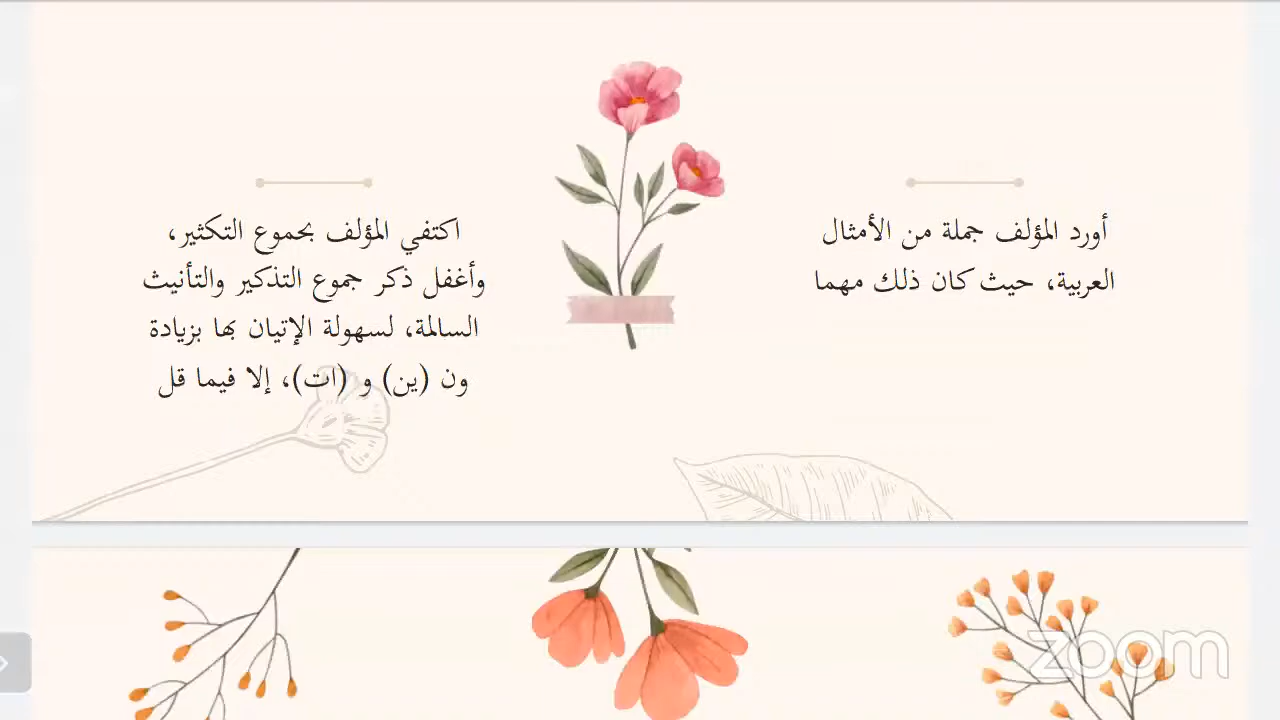 أورد المؤلف جملة من الأمثال
العربية، حيث كان ذلك مهما
اكتفي المؤلف بحموع التكثير،
وأغفل ذكر جموع التذكير والتأنيث
السالمة، لسهولة الإتيان بها بزيادة
ون (ين) و (ات)، إلا فيما قل
zoom